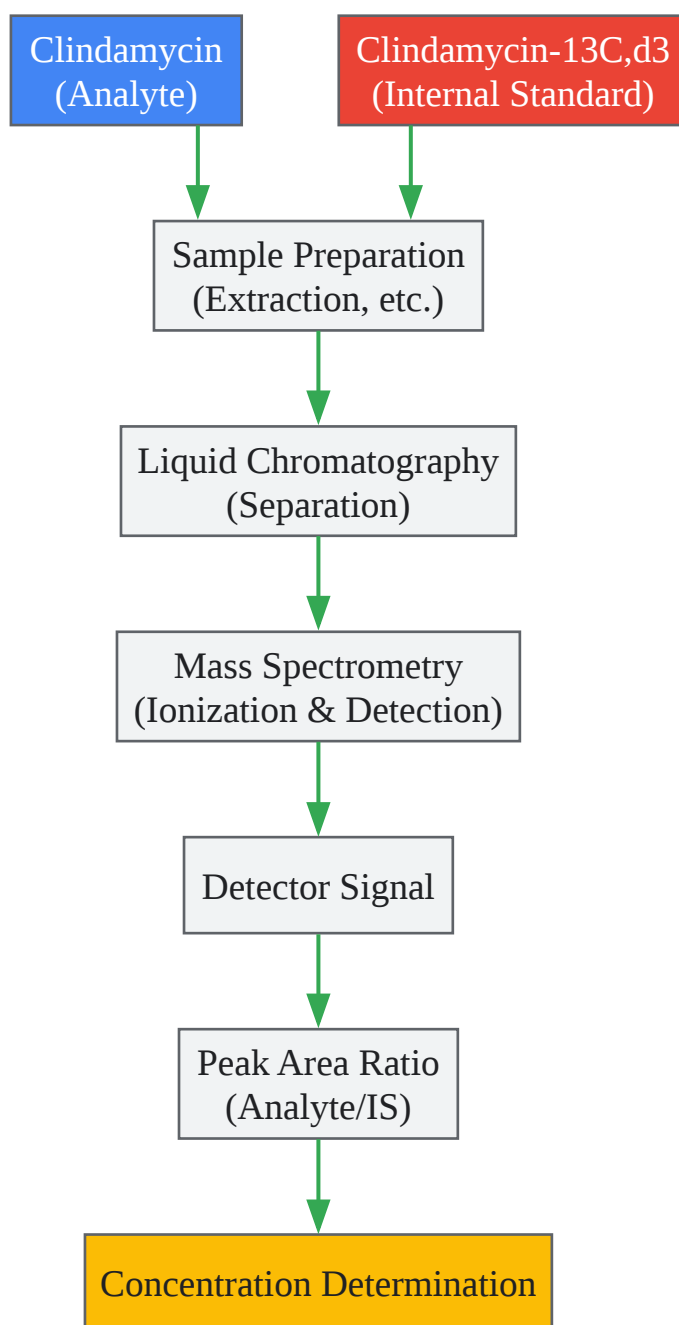 Clindamycin
(Analyte)
Clindamycin-13C,d3
(Internal Standard)
Sample Preparation
(Extraction, etc.)
Liquid Chromatography
(Separation)
Mass Spectrometry
(Ionization & Detection)
Detector Signal
Peak Area Ratio
(Analyte/IS)
Concentration Determination